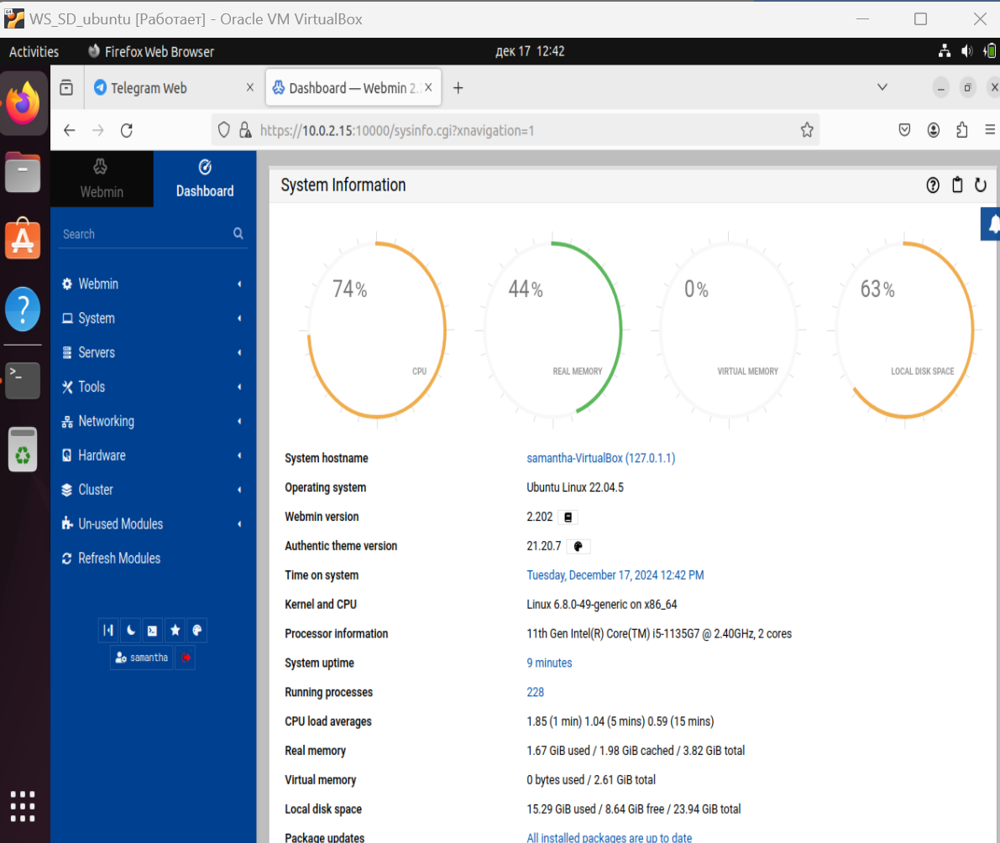 WS_SD_ubuntu [Работает] - Oracle VM VirtualBox
Activities Firefox Web Browser дек 17 12:42
Telegram Web Dashboard — Webmin 2.
https://10.0.2.15:10000/sysinfo.cgi?xnavigation=1
Webmin
Dashboard
Search
Webmin
System
Servers
Tools
Networking
Hardware
Cluster
Un-used Modules
Refresh Modules
samantha
System Information
74%
CPU
44%
REAL MEMORY
0%
VIRTUAL MEMORY
63%
LOCAL DISK SPACE
System hostname samantha-VirtualBox (127.0.1.1)
Operating system Ubuntu Linux 22.04.5
Webmin version 2.202
Authentic theme version 21.20.7
Time on system Tuesday, December 17, 2024 12:42 PM
Kernel and CPU Linux 6.8.0-49-generic on x86_64
Processor information 11th Gen Intel(R) Core(TM) i5-1135G7 @ 2.40GHz, 2 cores
System uptime 9 minutes
Running processes 228
CPU load averages 1.85 (1 min) 1.04 (5 mins) 0.59 (15 mins)
Real memory 1.67 GiB used / 1.98 GiB cached / 3.82 GiB total
Virtual memory 0 bytes used / 2.61 GiB total
Local disk space 15.29 GiB used / 8.64 GiB free / 23.94 GiB total
Package updates All installed packages are up to date